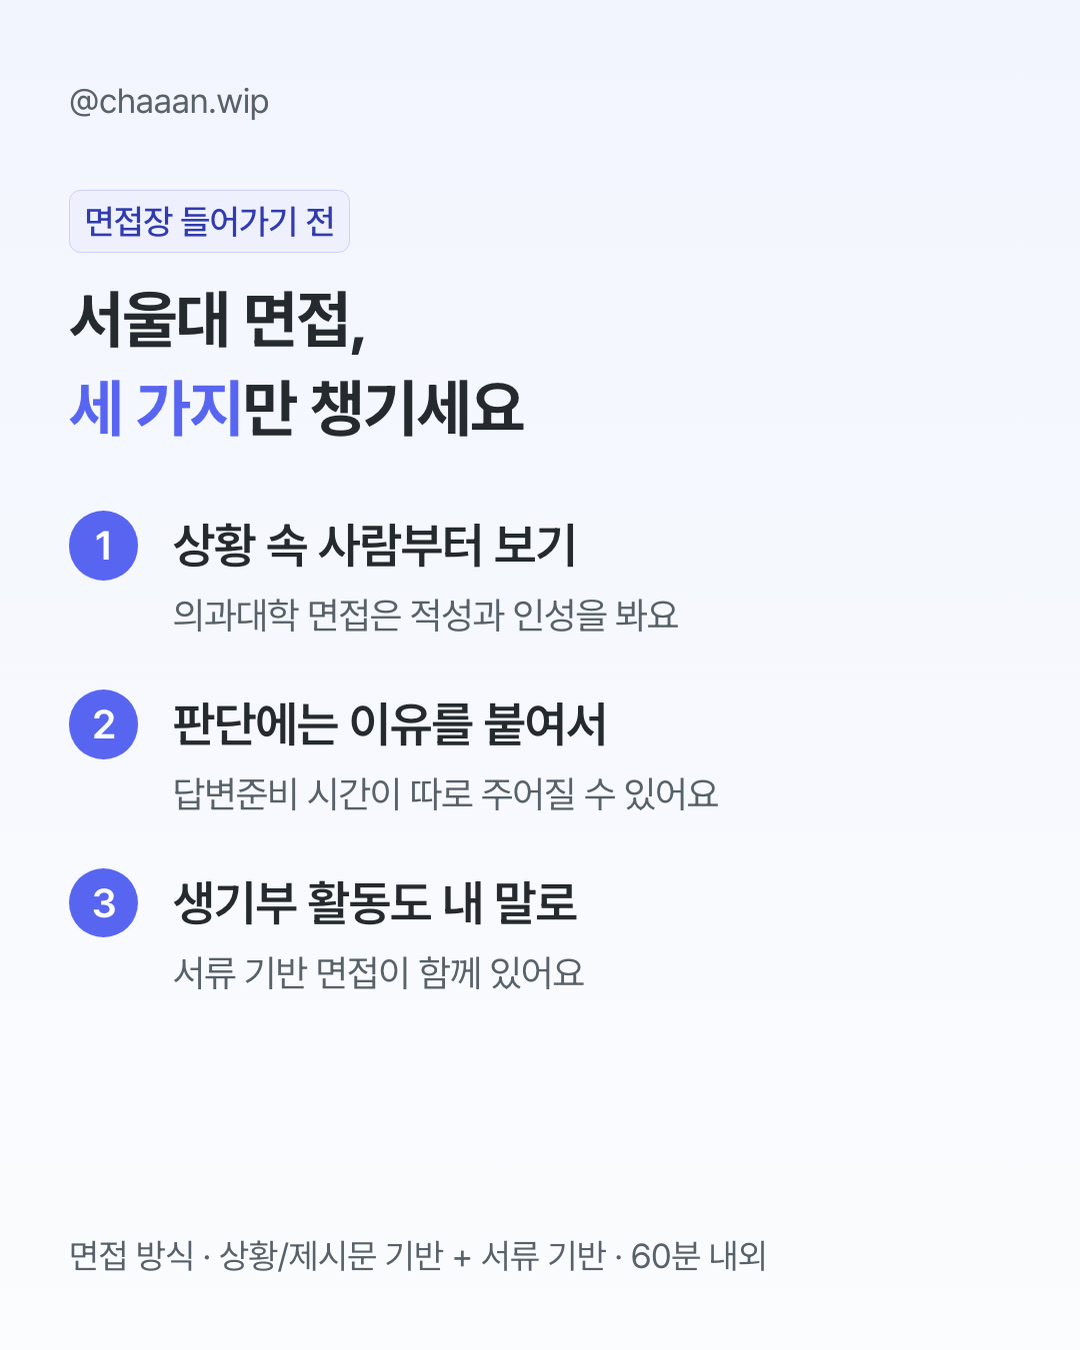 @chaaan.wip
면접장 들어가기 전
서울대 면접,
세 가지만 챙기세요
1 상황 속 사람부터 보기
의과대학 면접은 적성과 인성을 봐요
2 판단에는 이유를 붙여서
답변준비 시간이 따로 주어질 수 있어요
3 생기부 활동도 내 말로
서류 기반 면접이 함께 있어요
면접 방식 · 상황/제시문 기반 + 서류 기반 · 60분 내외